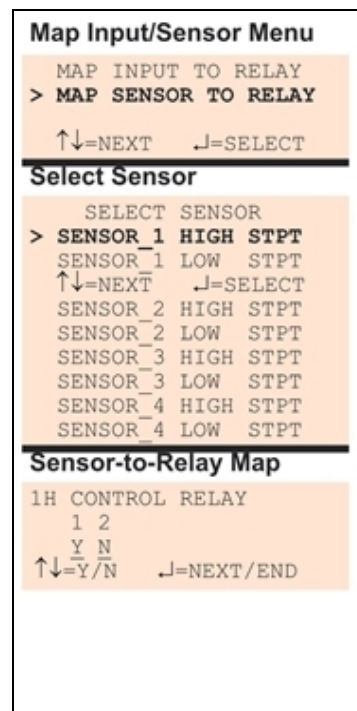 Map Input/Sensor Menu
MAP INPUT TO RELAY
> MAP SENSOR TO RELAY
↑↓=NEXT ↵=SELECT
Select Sensor
SELECT SENSOR
> SENSOR_1 HIGH STPT
SENSOR_1 LOW STPT
↑↓=NEXT ↵=SELECT
SENSOR_2 HIGH STPT
SENSOR_2 LOW STPT
SENSOR_3 HIGH STPT
SENSOR_3 LOW STPT
SENSOR_4 HIGH STPT
SENSOR_4 LOW STPT
Sensor-to-Relay Map
1H CONTROL RELAY
1 2
Y N
↑↓=Y/N ↵=NEXT/END